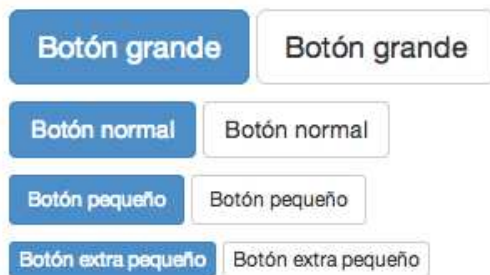 Botón grande Botón grande
Botón normal Botón normal
Botón pequeño Botón pequeño
Botón extra pequeño Botón extra pequeño